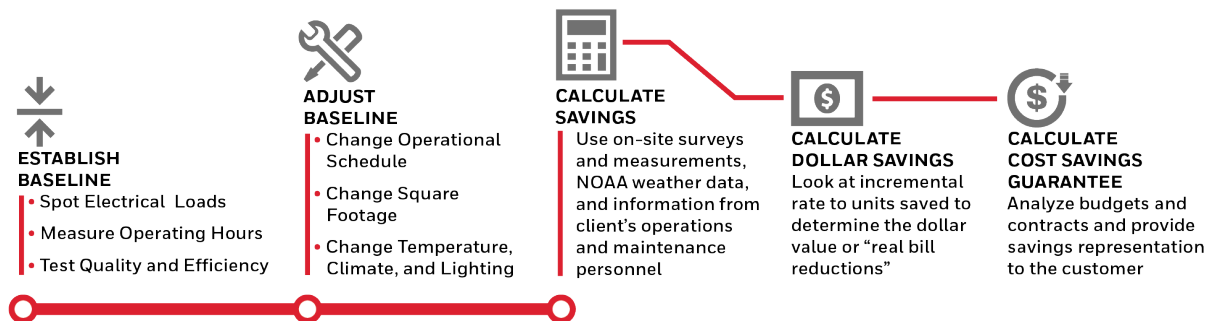 ESTABLISH
BASELINE
• Spot Electrical Loads
• Measure Operating Hours
• Test Quality and Efficiency
ADJUST
BASELINE
• Change Operational
Schedule
• Change Square
Footage
• Change Temperature,
Climate, and Lighting
CALCULATE
SAVINGS
Use on-site surveys
and measurements,
NOAA weather data,
and information from
client’s operations
and maintenance
personnel
$
CALCULATE
DOLLAR SAVINGS
Look at incremental
rate to units saved to
determine the dollar
value or “real bill
reductions”
$
CALCULATE
COST SAVINGS
GUARANTEE
Analyze budgets and
contracts and provide
savings representation
to the customer